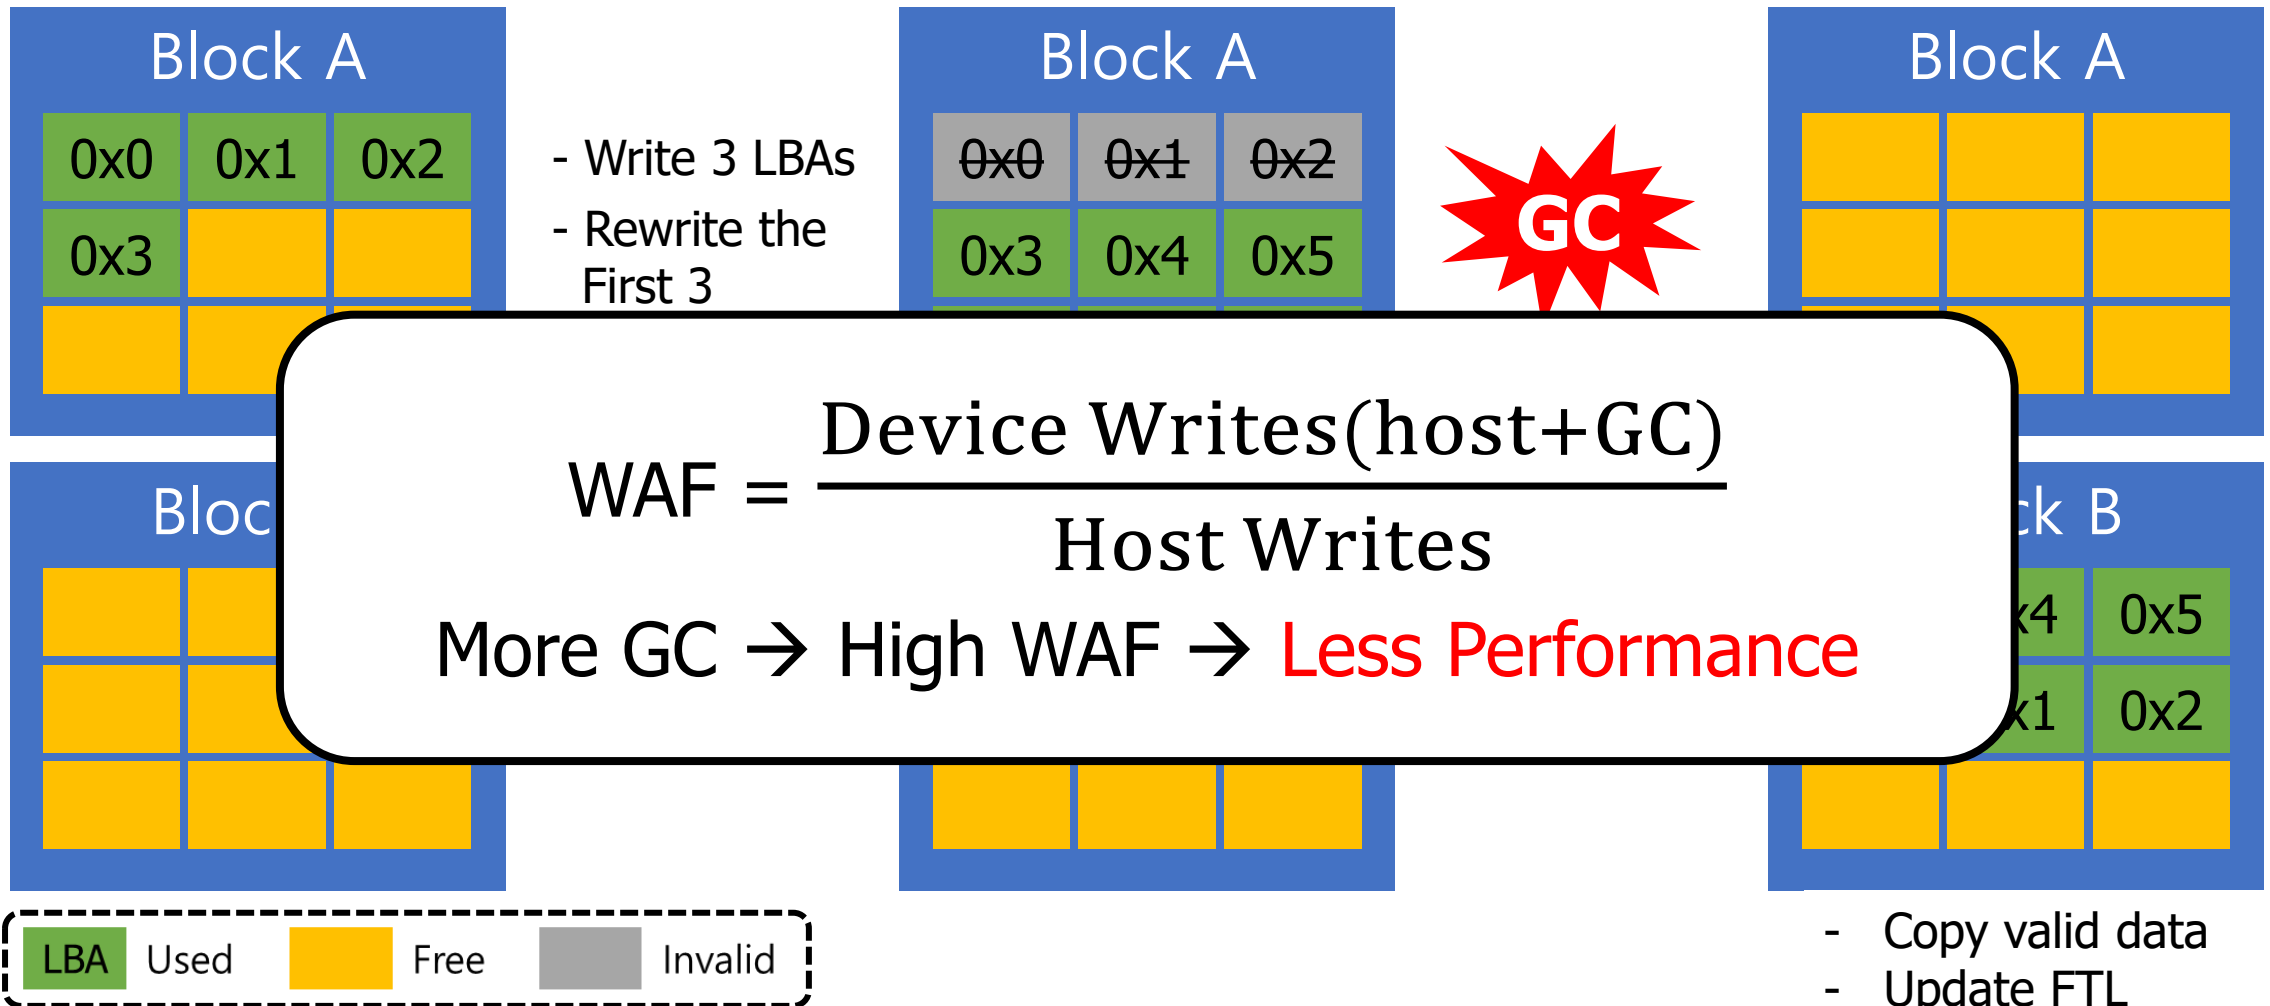 Block A
0x0 0x1 0x2
0x3
- Write 3 LBAs
- Rewrite the
First 3
Block A
0x0 0x1 0x2
0x3 0x4 0x5
GC
Block A
WAF = Device Writes(host+GC)
Host Writes
More GC → High WAF → Less Performance
Bloc
ck B
x4 0x5
x1 0x2
LBA Used Free Invalid
- Copy valid data
- Update FTL